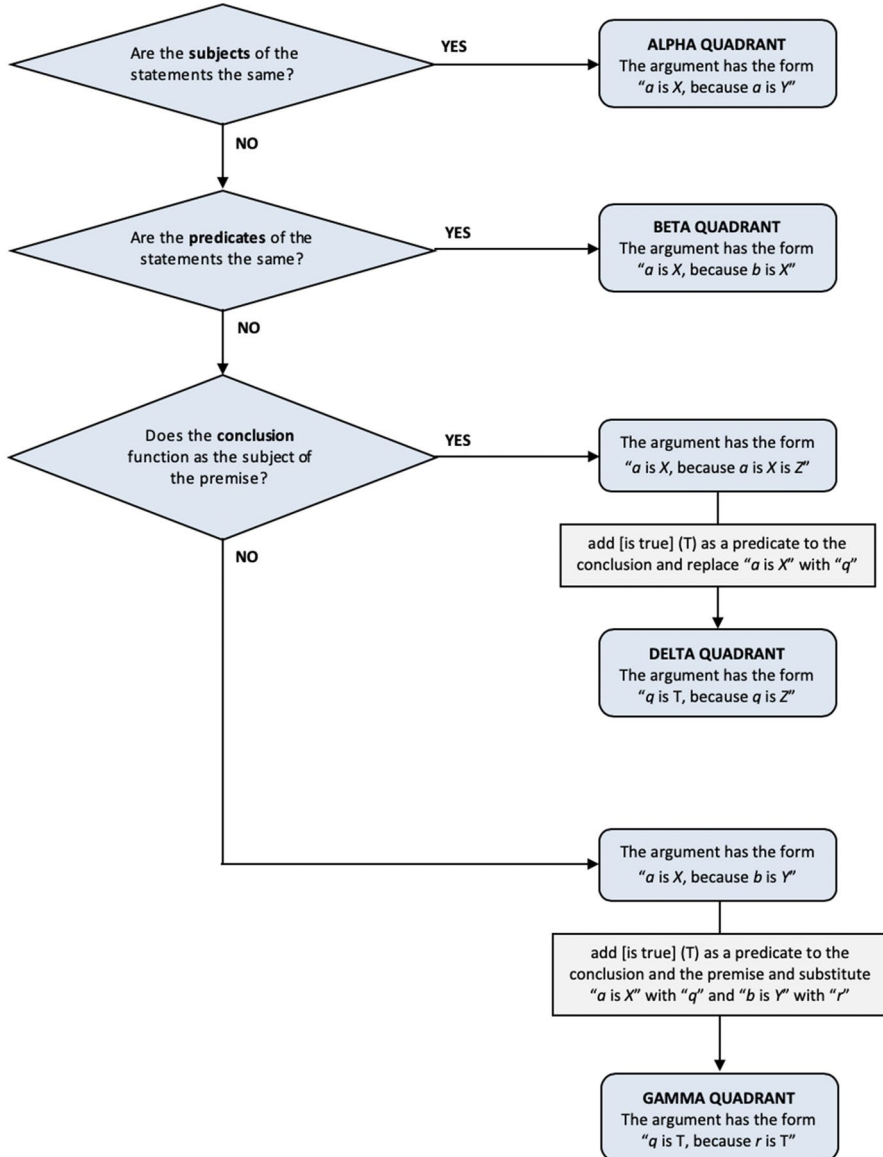 Are the subjects of the
statements the same?
YES
ALPHA QUADRANT
The argument has the form
“a is X, because a is Y”
NO
Are the predicates of the
statements the same?
YES
BETA QUADRANT
The argument has the form
“a is X, because b is X”
NO
Does the conclusion
function as the subject of
the premise?
YES
The argument has the form
“a is X, because a is X is Z”
add [is true] (T) as a predicate to the
conclusion and replace “a is X” with “q”
DELTA QUADRANT
The argument has the form
“q is T, because q is Z”
NO
The argument has the form
“a is X, because b is Y”
add [is true] (T) as a predicate to the
conclusion and the premise and substitute
“a is X” with “q” and “b is Y” with “r”
GAMMA QUADRANT
The argument has the form
“q is T, because r is T”